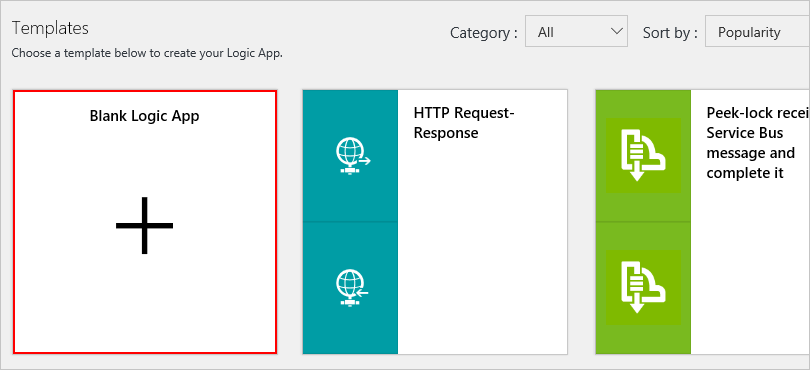 Templates
Choose a template below to create your Logic App.
Category :
All
Sort by :
Popularity
Blank Logic App
HTTP Request-
Response
Peek-lock recei
Service Bus
message and
complete it